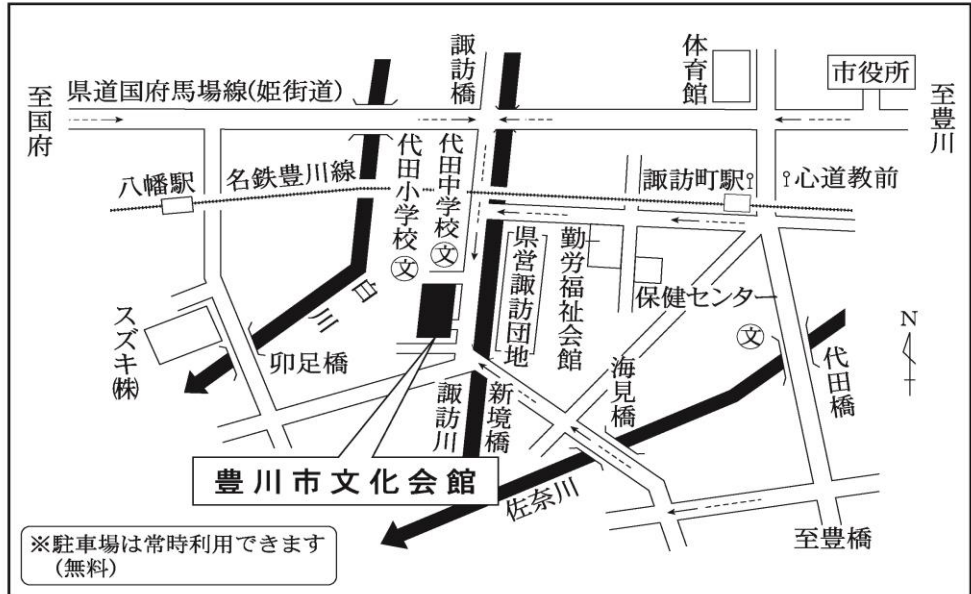 諏訪橋
体育館
市役所
県道国府馬場線(姫街道)
至国府
至豊川
代田小学校
代田中学校
八幡駅
名鉄豊川線
諏訪町駅
心道教前
文
文
県営諏訪団地
勤労福祉会館
保健センター
白川
スズキ㈱
卯足橋
文
N
代田橋
海見橋
諏訪川
新境橋
豊川市文化会館
佐奈川
至豊橋
※駐車場は常時利用できます
(無料)